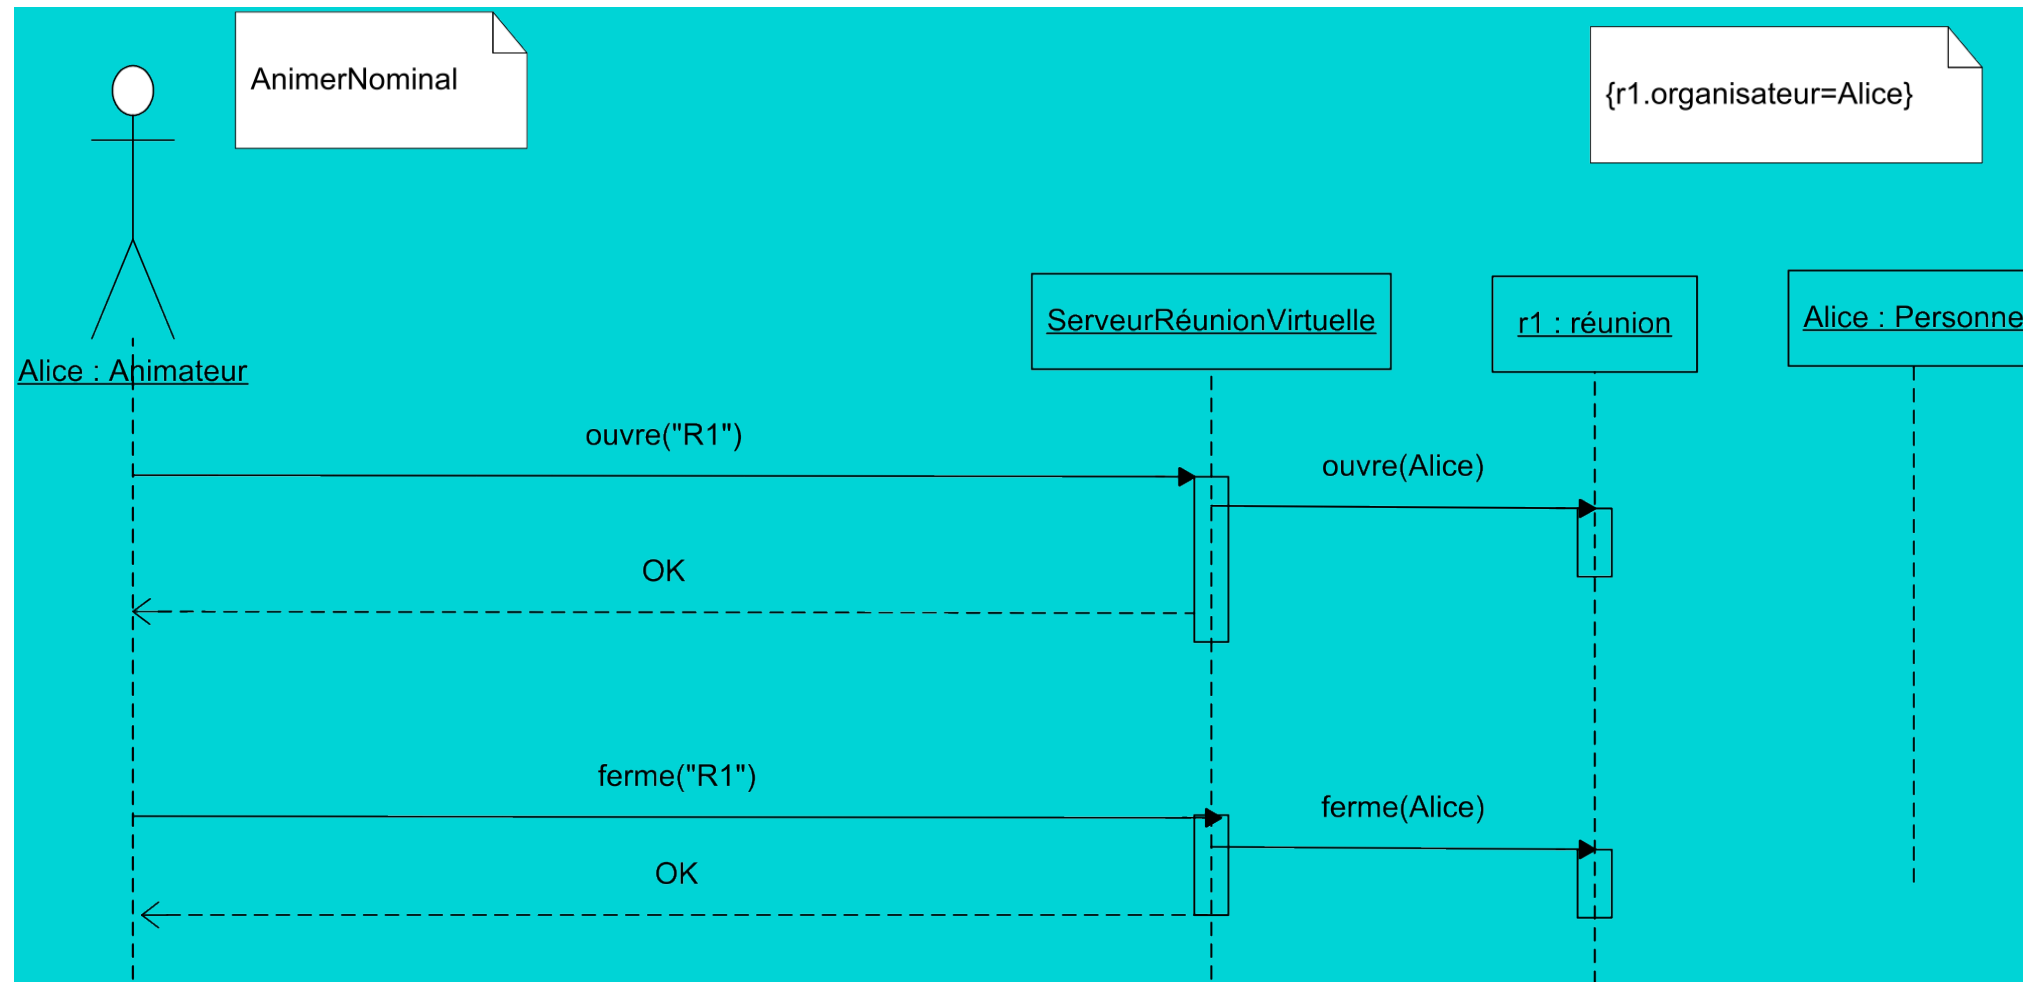 AnimerNominal
{r1.organisateur=Alice}
Alice : Animateur
ServeurRéunionVirtuelle
r1 : réunion
Alice : Personne
ouvre("R1")
ouvre(Alice)
OK
ferme("R1")
ferme(Alice)
OK